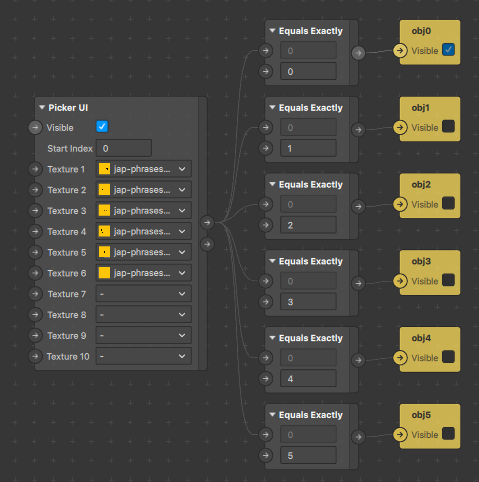 Picker UI
Visible
Start Index 0
Texture 1 jap-phrases...
Texture 2 jap-phrases...
Texture 3 jap-phrases...
Texture 4 jap-phrases...
Texture 5 jap-phrases...
Texture 6 jap-phrases...
Texture 7 -
Texture 8 -
Texture 9 -
Texture 10 -
Equals Exactly
0
0
obj0
Visible
Equals Exactly
0
1
obj1
Visible
Equals Exactly
0
2
obj2
Visible
Equals Exactly
0
3
obj3
Visible
Equals Exactly
0
4
obj4
Visible
Equals Exactly
0
5
obj5
Visible